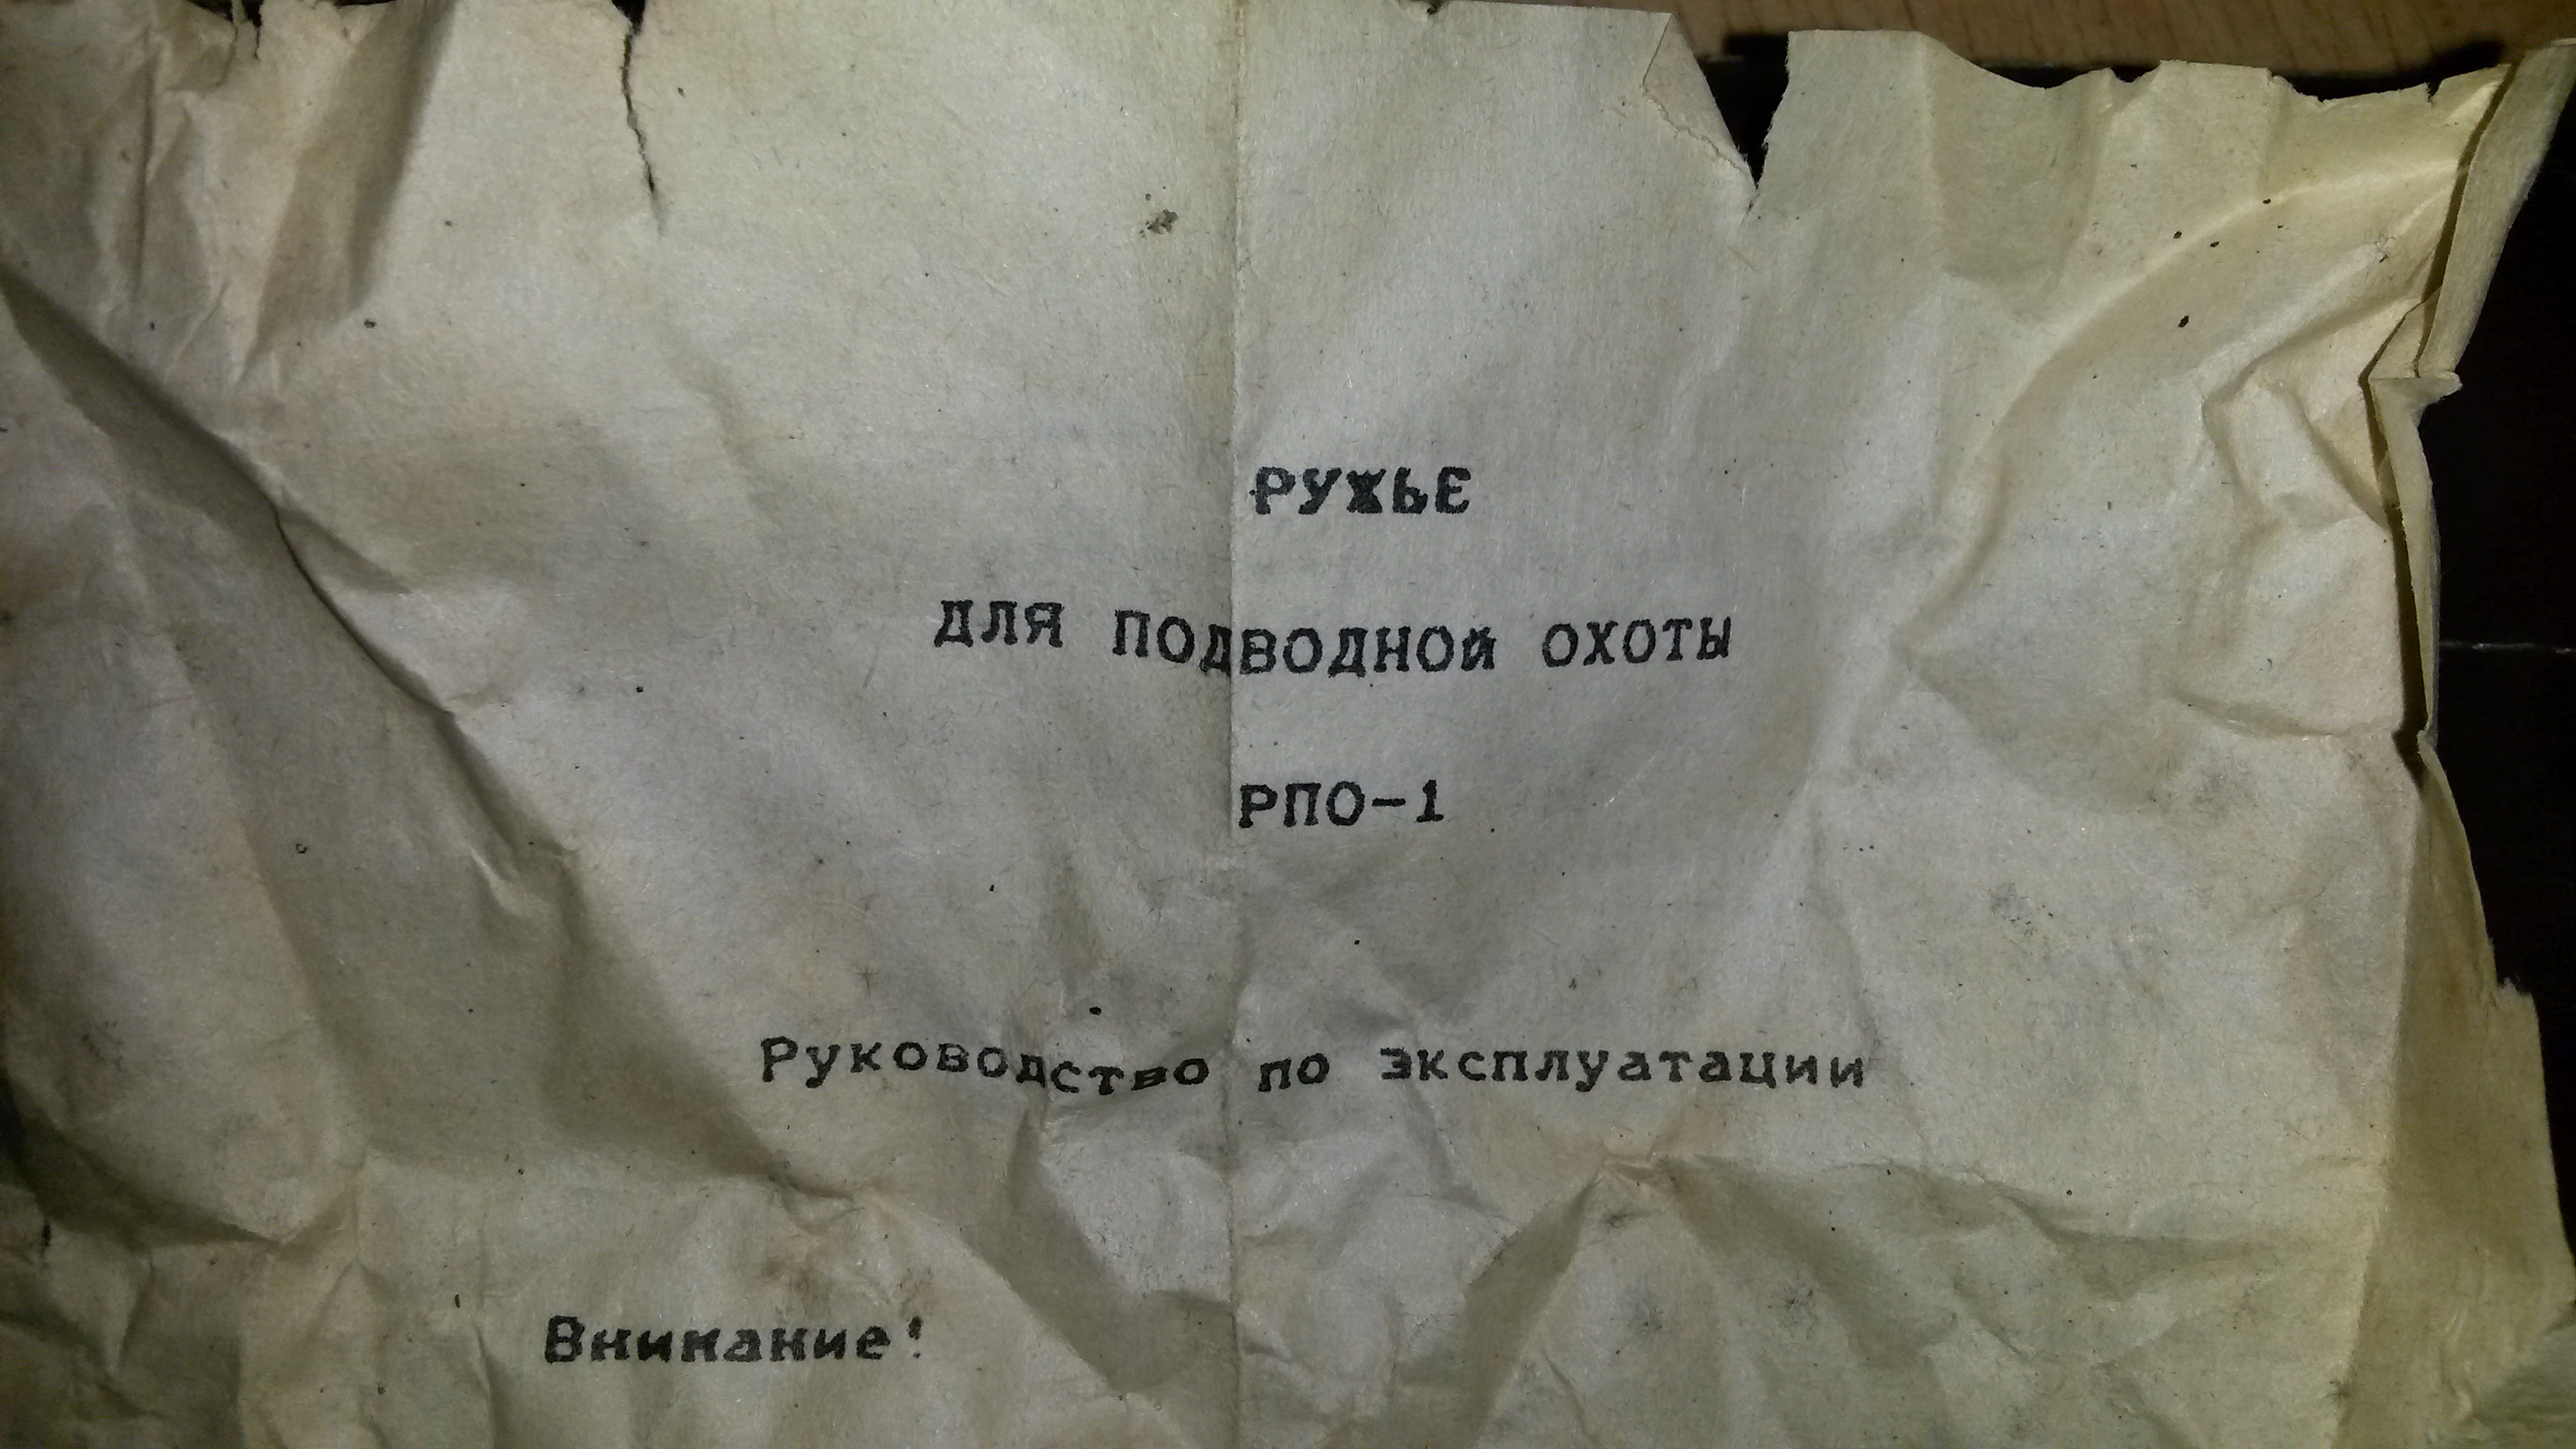 РУЖЬЕ
ДЛЯ ПОДВОДНОЙ ОХОТЫ
РПО-1
Руководство по эксплуатации
Внимание!